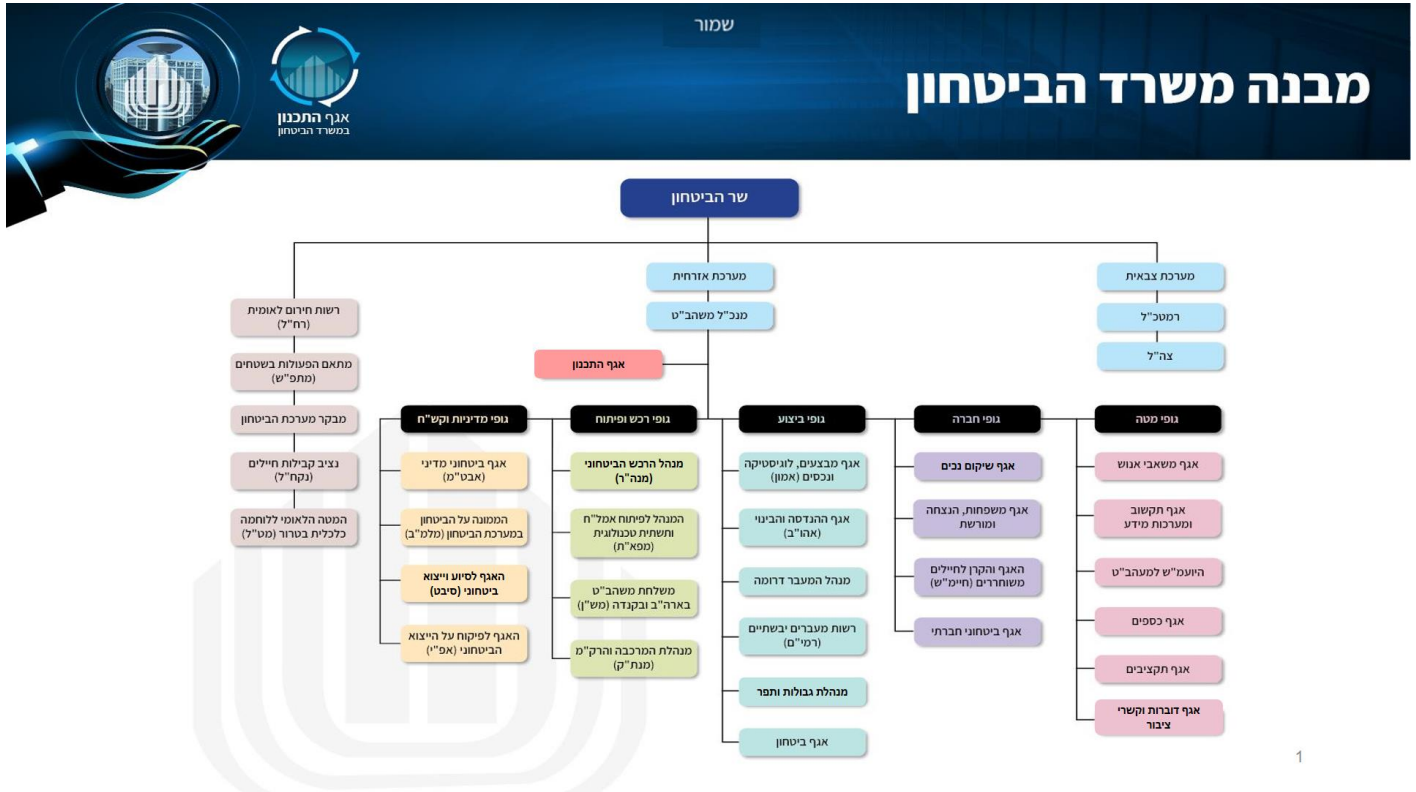 שמור
מבנה משרד הביטחון
אגף התכנון
במשרד הביטחון
שר הביטחון
מערכת צבאית
רמטכ"ל
צה"ל
מערכת אזרחית
מנכ"ל משהב"ט
אגף התכנון
רשות חירום לאומית
(רח"ל)
מתאם הפעולות בשטחים
(מתפ"ש)
מבקר מערכת הביטחון
נציב קבילות חיילים
(נקח"ל)
המטה הלאומי ללוחמה
כלכלית בטרור (מט"ל)
גופי מטה
אגף משאבי אנוש
אגף תקשוב
ומערכות מידע
היועמ"ש למעהב"ט
אגף כספים
אגף תקציבים
אגף דוברות וקשרי
ציבור
גופי חברה
אגף שיקום נכים
אגף משפחות, הנצחה
ומורשת
האגף והקרן לחיילים
משוחררים (חיימ"ש)
אגף ביטחוני חברתי
גופי ביצוע
אגף מבצעים, לוגיסטיקה
ונכסים (אמון)
אגף ההנדסה והבינוי
(אהו"ב)
מנהל המעבר דרומה
רשות מעברים יבשתיים
(רמי"ם)
מנהלת גבולות ותפר
אגף ביטחון
גופי רכש ופיתוח
מנהל הרכש הביטחוני
(מנה"ר)
המנהל לפיתוח אמל"ח
ותשתית טכנולוגית
(מפא"ת)
משלחת משהב"ט
בארה"ב ובקנדה (מש"ן)
מנהלת המרכבה והרק"מ
(מנת"ק)
גופי מדיניות וקש"ח
אגף ביטחוני מדיני
(אבט"מ)
הממונה על הביטחון
במערכת הביטחון (מלמ"ב)
האגף לסיוע וייצוא
ביטחוני (סיבט)
האגף לפיקוח על הייצוא
הביטחוני (אפ"י)
1